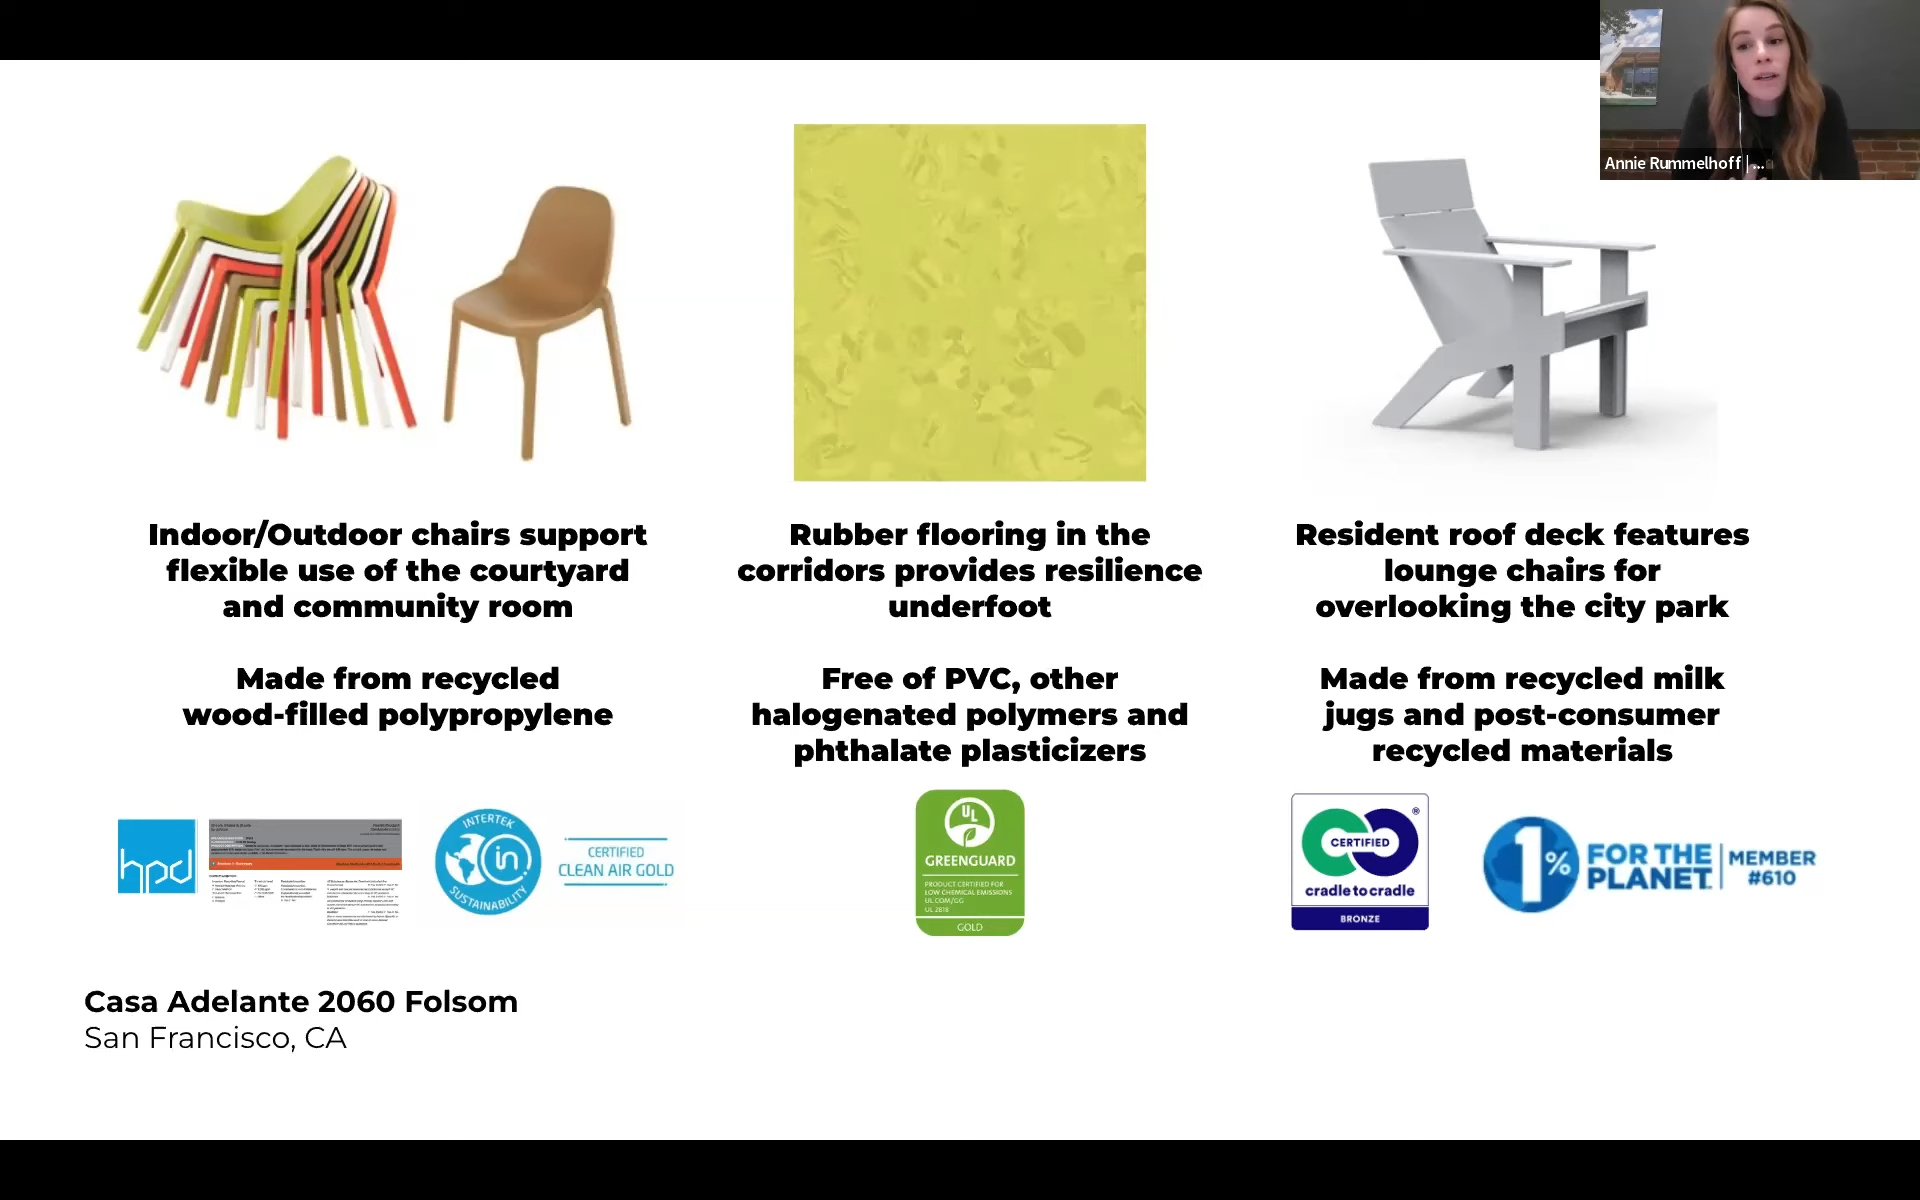 Annie Rummelhoff | ...
Indoor/Outdoor chairs support
flexible use of the courtyard
and community room
Made from recycled
wood-filled polypropylene
Rubber flooring in the
corridors provides resilience
underfoot
Free of PVC, other
halogenated polymers and
phthalate plasticizers
Resident roof deck features
lounge chairs for
overlooking the city park
Made from recycled milk
jugs and post-consumer
recycled materials
hpd
INTERTEK
in
SUSTAINABILITY
CERTIFIED
CLEAN AIR GOLD
UL
GREENGUARD
PRODUCT CERTIFIED FOR
LOW CHEMICAL EMISSIONS
UL.COM/GG
UL 2818
GOLD
®
CERTIFIED
cradle to cradle
BRONZE
1%
FOR THE
PLANET
MEMBER
#610
Casa Adelante 2060 Folsom
San Francisco, CA